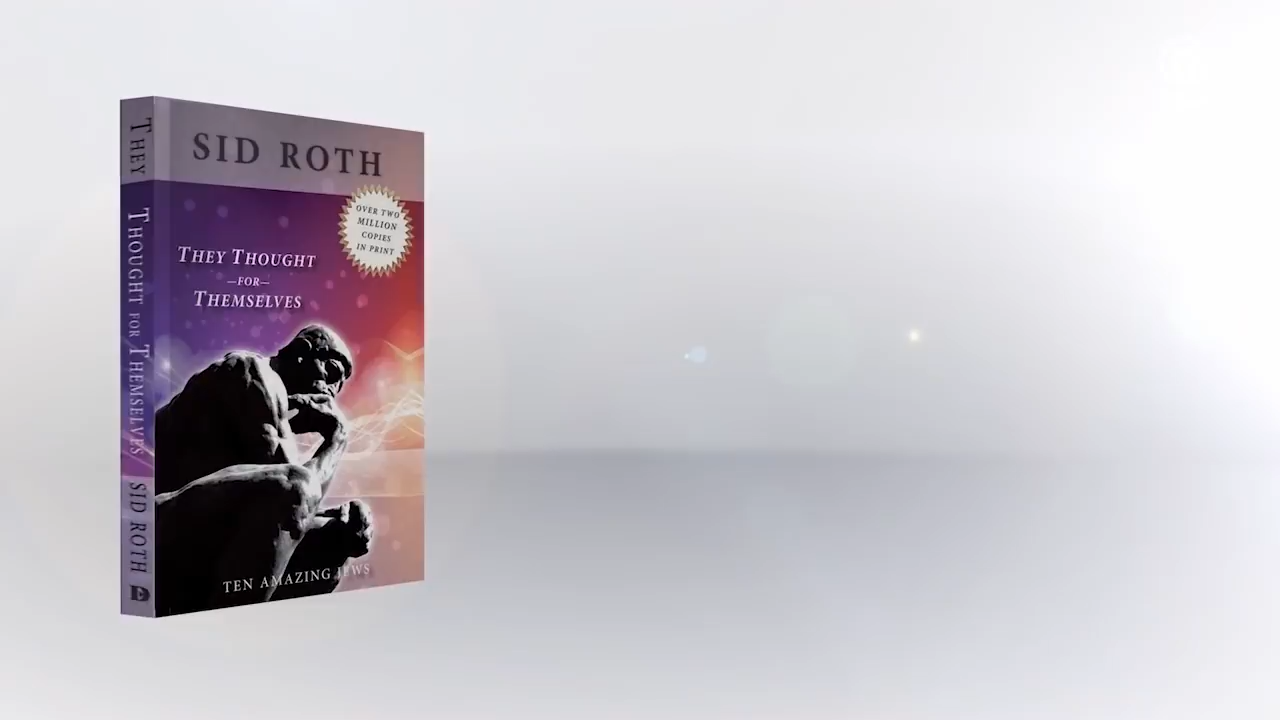 SID ROTH
OVER TWO
MILLION
COPIES
IN PRINT
THEY THOUGHT
—FOR—
THEMSELVES
TEN AMAZING JEWS
THEY THOUGHT FOR THEMSELVES SID ROTH